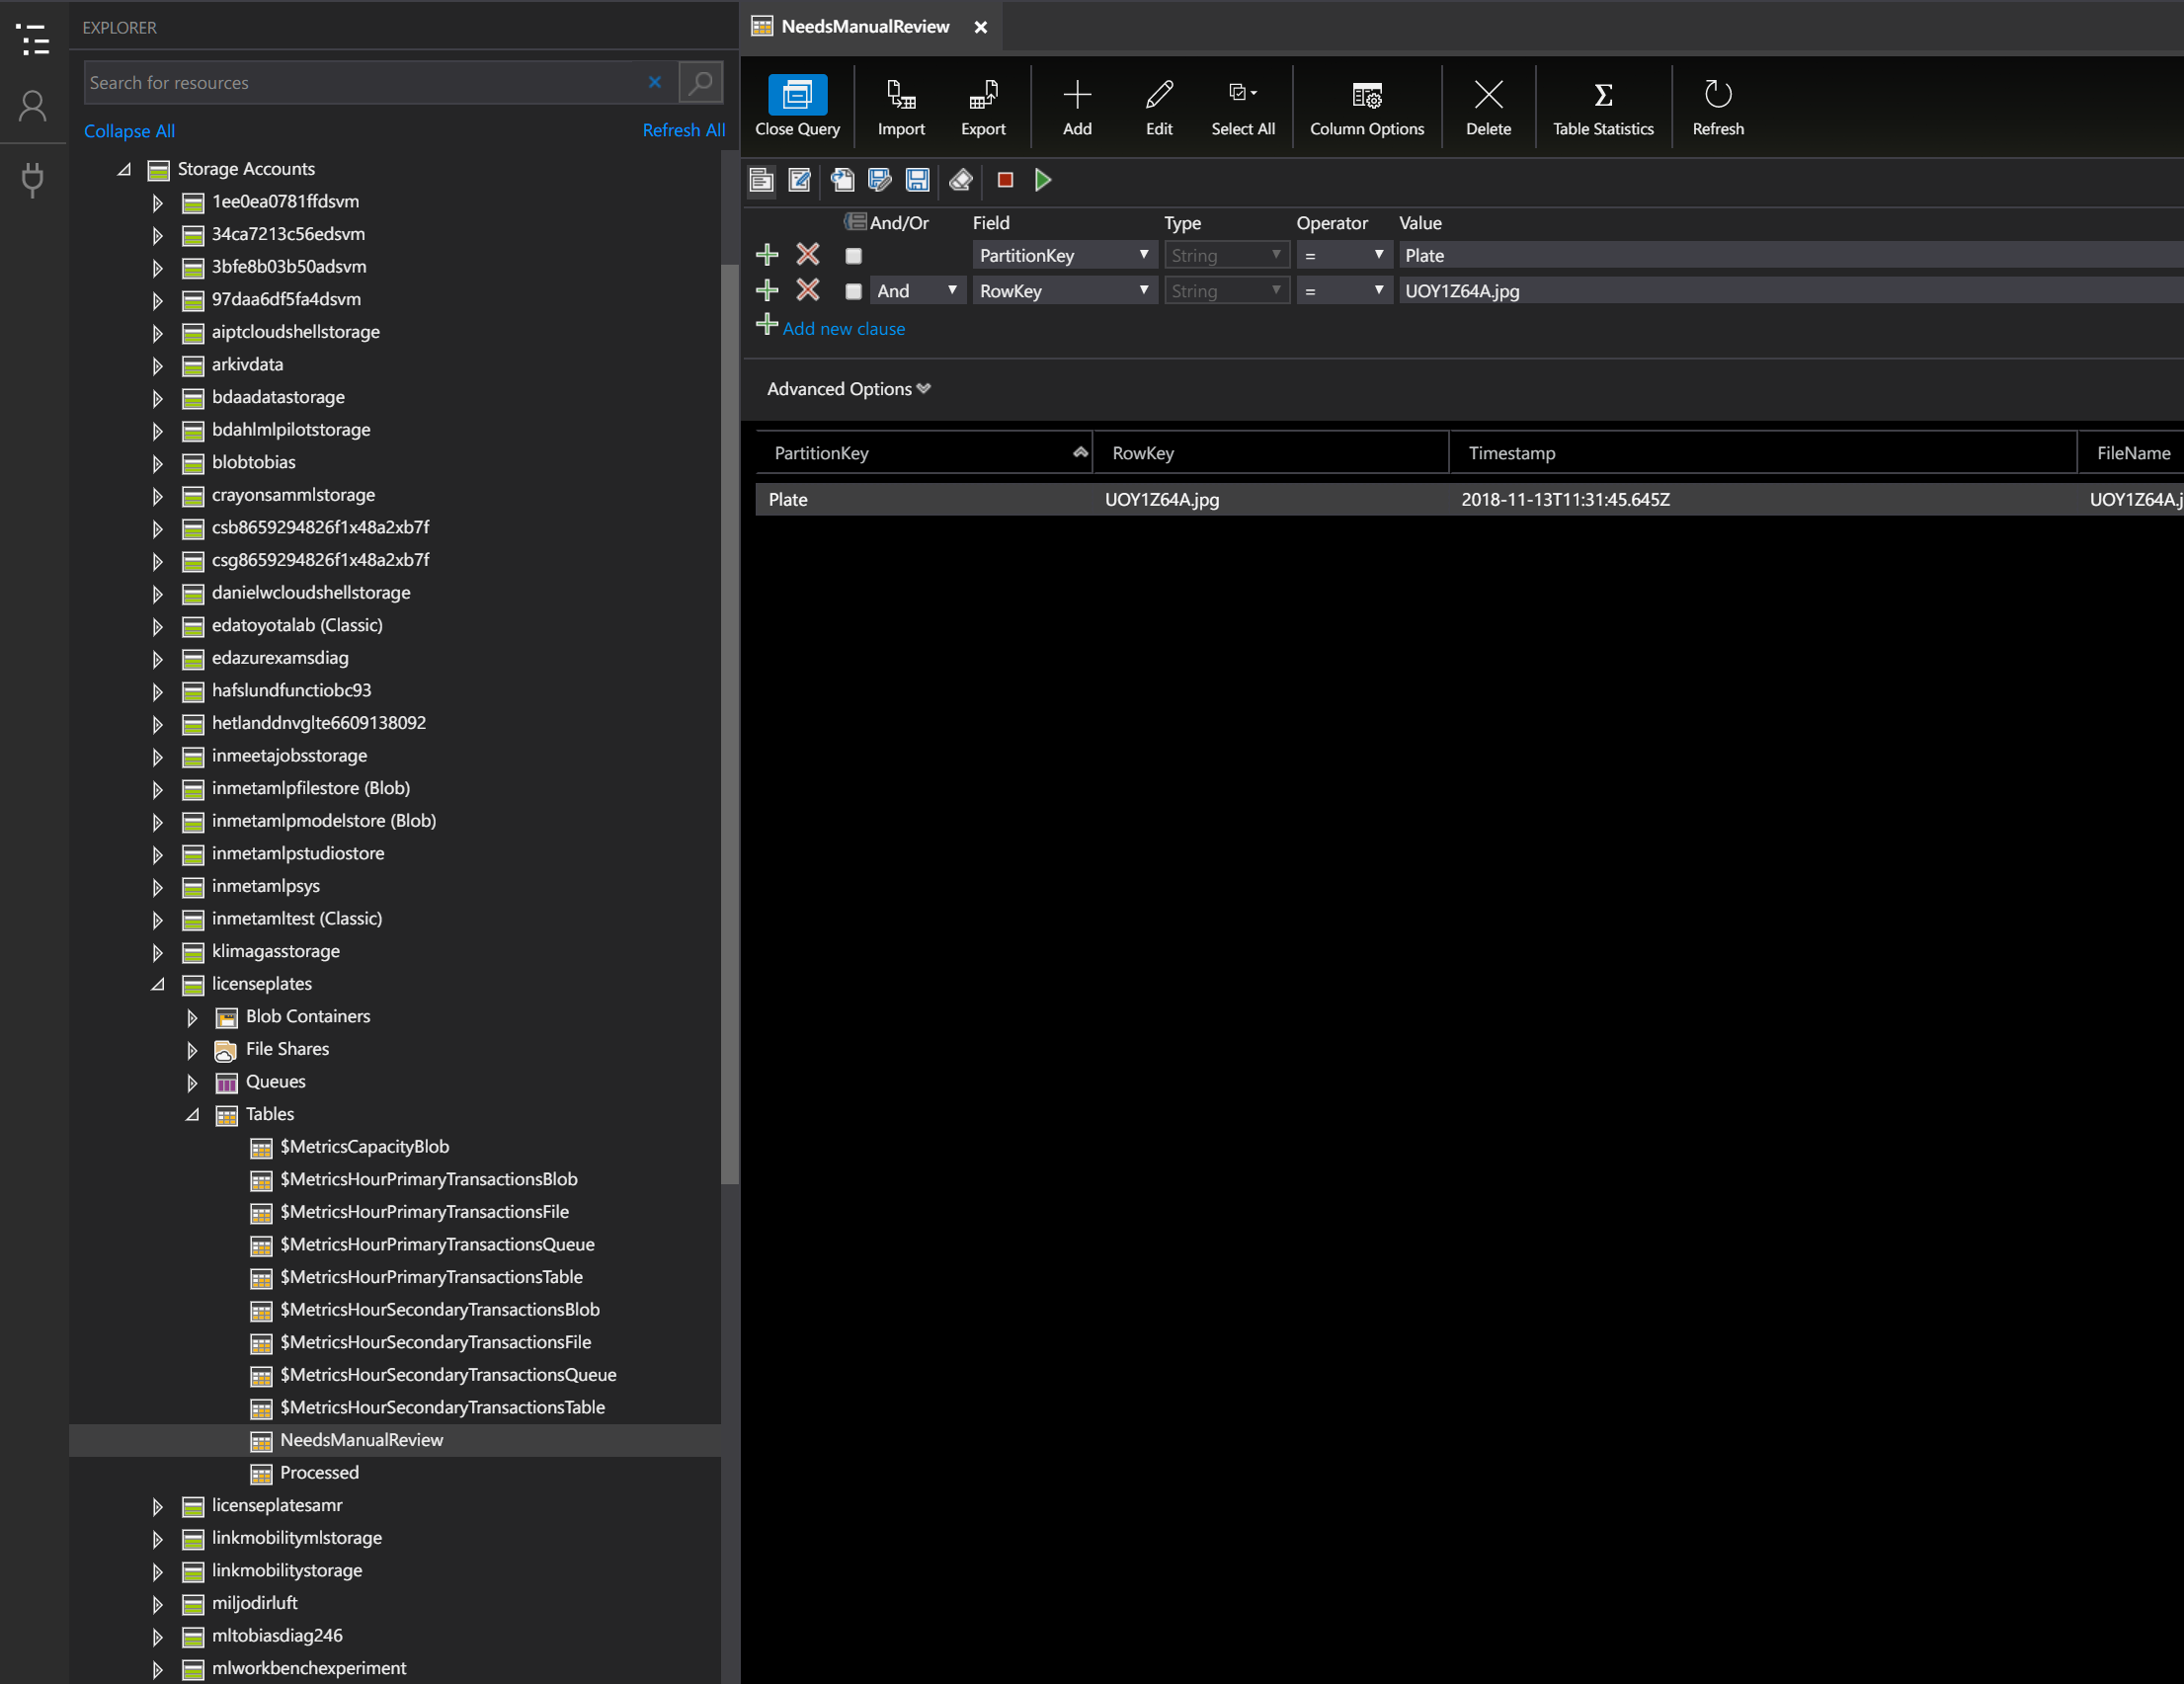 EXPLORER
Search for resources
Collapse All
Refresh All
Storage Accounts
1ee0ea0781ffdsvm
34ca7213c56edsvm
3bfe8b03b50adsvm
97daa6df5fa4dsvm
aiptcloudshellstorage
arkivdata
bdaadatastorage
bdahlmlpilotstorage
blobtobias
crayonsammlstorage
csb8659294826f1x48a2xb7f
csg8659294826f1x48a2xb7f
danielwcloudshellstorage
edatoyotalab (Classic)
edazurexamsdiag
hafslundfunctiobc93
hetlanddnvglte6609138092
inmeetajobsstorage
inmetamlpfilestore (Blob)
inmetamlpmodelstore (Blob)
inmetamlpstudiostore
inmetamlpsys
inmetamltest (Classic)
klimagasstorage
licenseplates
Blob Containers
File Shares
Queues
Tables
$MetricsCapacityBlob
$MetricsHourPrimaryTransactionsBlob
$MetricsHourPrimaryTransactionsFile
$MetricsHourPrimaryTransactionsQueue
$MetricsHourPrimaryTransactionsTable
$MetricsHourSecondaryTransactionsBlob
$MetricsHourSecondaryTransactionsFile
$MetricsHourSecondaryTransactionsQueue
$MetricsHourSecondaryTransactionsTable
NeedsManualReview
Processed
licenseplatesamr
linkmobilitymlstorage
linkmobilitystorage
miljodirluft
mltobiasdiag246
mlworkbenchexperiment
NeedsManualReview
Close Query Import Export Add Edit Select All Column Options Delete Table Statistics Refresh
And/Or Field Type Operator Value
PartitionKey String = Plate
And RowKey String = UOY1Z64A.jpg
Add new clause
Advanced Options
PartitionKey RowKey Timestamp FileName
Plate UOY1Z64A.jpg 2018-11-13T11:31:45.645Z UOY1Z64A.j